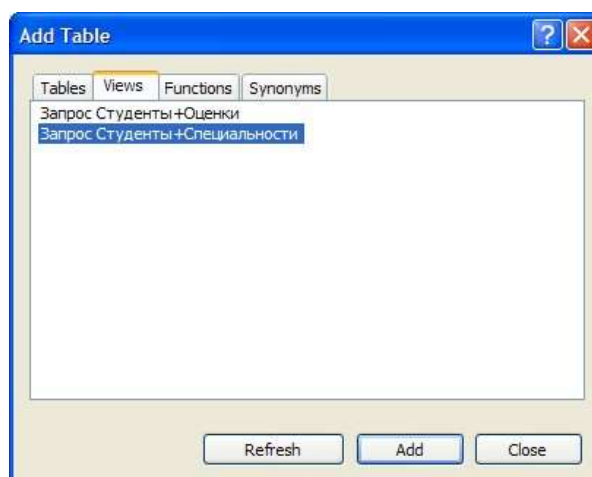 Add Table
Tables Views Functions Synonyms
Запрос Студенты+Оценки
Запрос Студенты+Специальности
Refresh Add Close